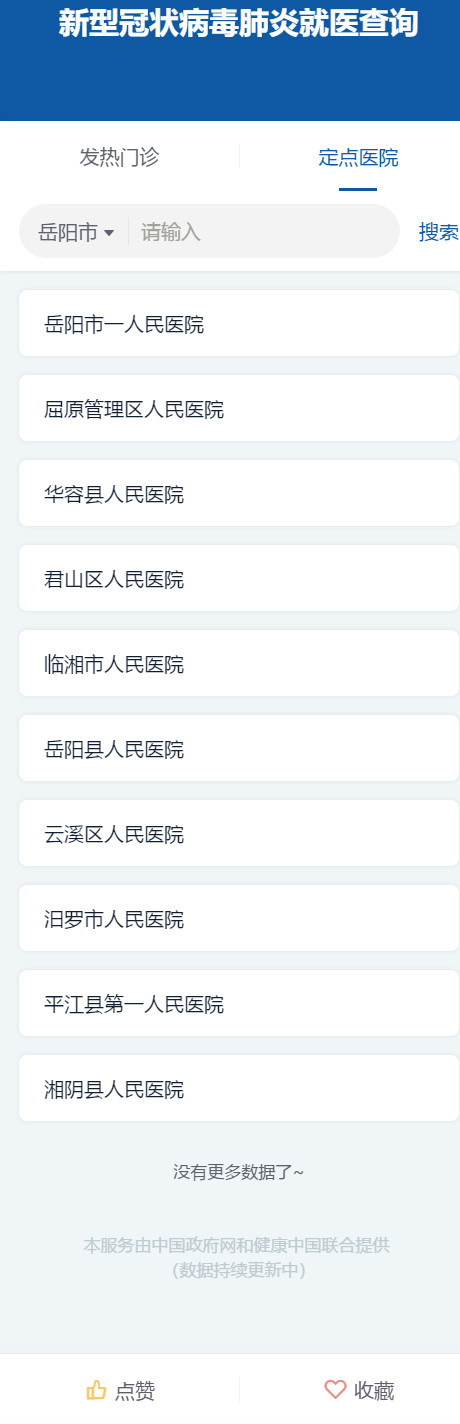 新型冠状病毒肺炎就医查询
发热门诊 定点医院
岳阳市 请输入 搜索
岳阳市一人民医院
屈原管理区人民医院
华容县人民医院
君山区人民医院
临湘市人民医院
岳阳县人民医院
云溪区人民医院
汨罗市人民医院
平江县第一人民医院
湘阴县人民医院
没有更多数据了~
本服务由中国政府网和健康中国联合提供
（数据持续更新中）
点赞 收藏